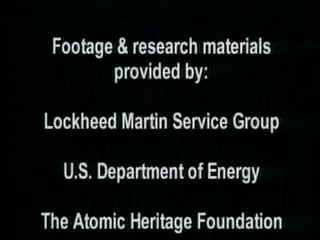 Footage & research materials
provided by:
Lockheed Martin Service Group
U.S. Department of Energy
The Atomic Heritage Foundation